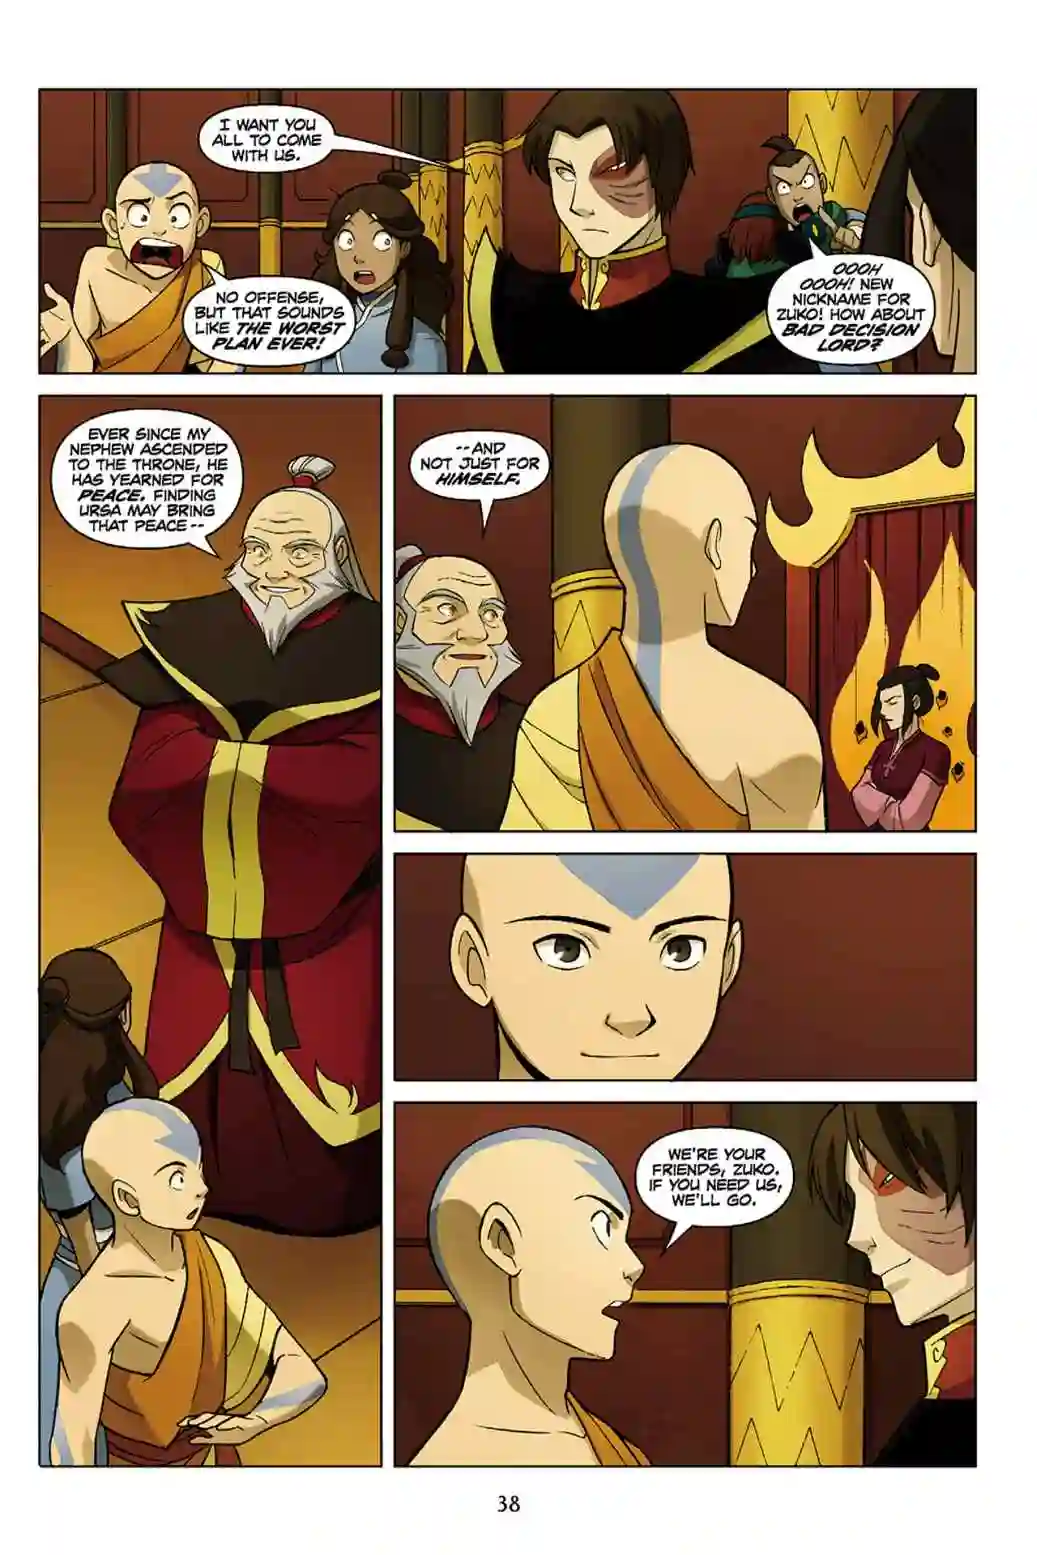 I WANT YOU
ALL TO COME
WITH US.
NO OFFENSE,
BUT THAT SOUNDS
LIKE THE WORST
PLAN EVER!
OOOH
OOOH! NEW
NICKNAME FOR
ZUKO! HOW ABOUT
BAD DECISION
LORD?
EVER SINCE MY
NEPHEW ASCENDED
TO THE THRONE, HE
HAS YEARNED FOR
PEACE. FINDING
URSA MAY BRING
THAT PEACE --
--AND
NOT JUST FOR
HIMSELF.
WE'RE YOUR
FRIENDS, ZUKO.
IF YOU NEED US,
WE'LL GO.
38